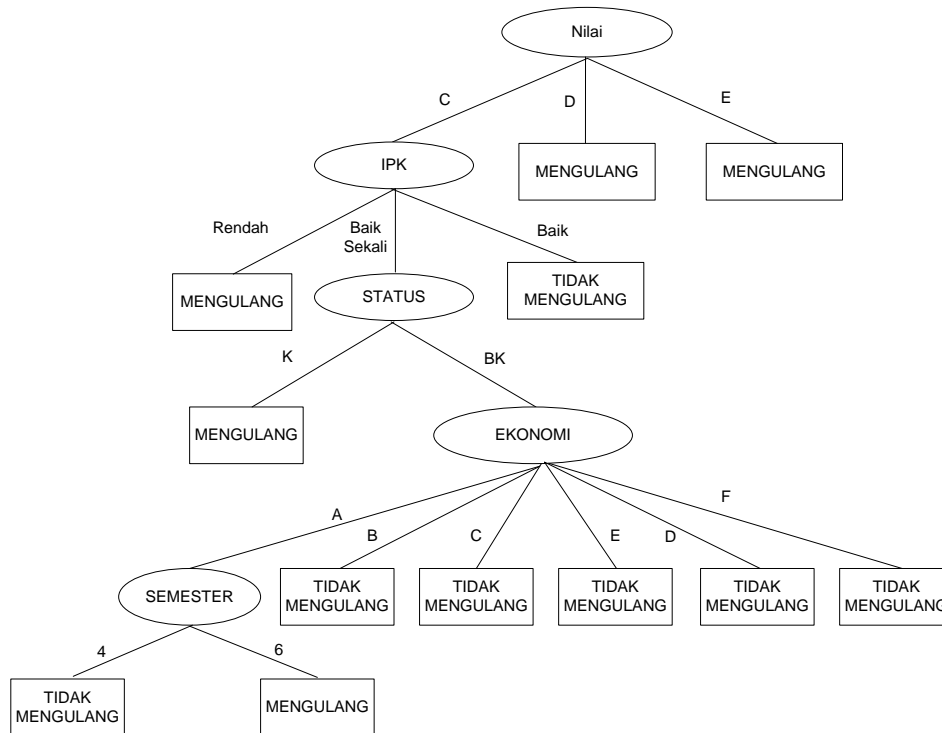 Nilai
C
D
E
IPK
MENGULANG
MENGULANG
Rendah
Baik
Sekali
Baik
MENGULANG
STATUS
TIDAK
MENGULANG
K
BK
MENGULANG
EKONOMI
A
B
C
E
D
F
SEMESTER
TIDAK
MENGULANG
TIDAK
MENGULANG
TIDAK
MENGULANG
TIDAK
MENGULANG
TIDAK
MENGULANG
4
6
TIDAK
MENGULANG
MENGULANG